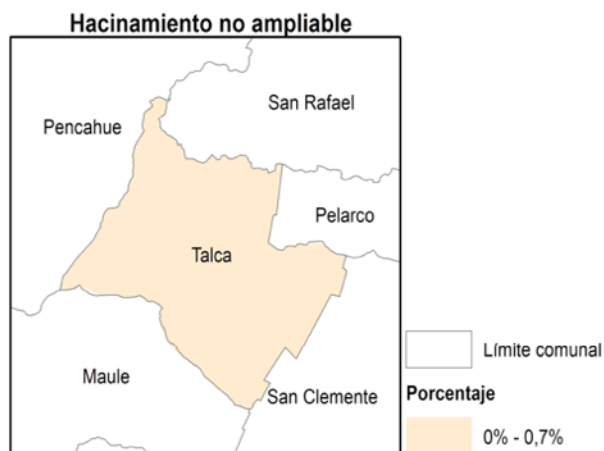 Hacinamiento no ampliable
San Rafael
Pencahue
Pelarco
Talca
Maule
San Clemente
Límite comunal
Porcentaje
0% - 0,7%